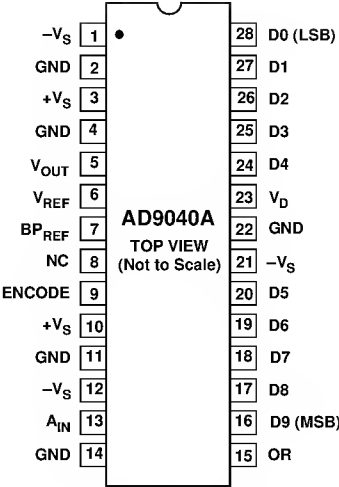 –VS 1 28 D0 (LSB)
GND 2 27 D1
+VS 3 26 D2
GND 4 25 D3
VOUT 5 24 D4
VREF 6 23 VD
BPREF 7 22 GND
NC 8 21 –VS
ENCODE 9 20 D5
+VS 10 19 D6
GND 11 18 D7
–VS 12 17 D8
AIN 13 16 D9 (MSB)
GND 14 15 OR
AD9040A
TOP VIEW
(Not to Scale)